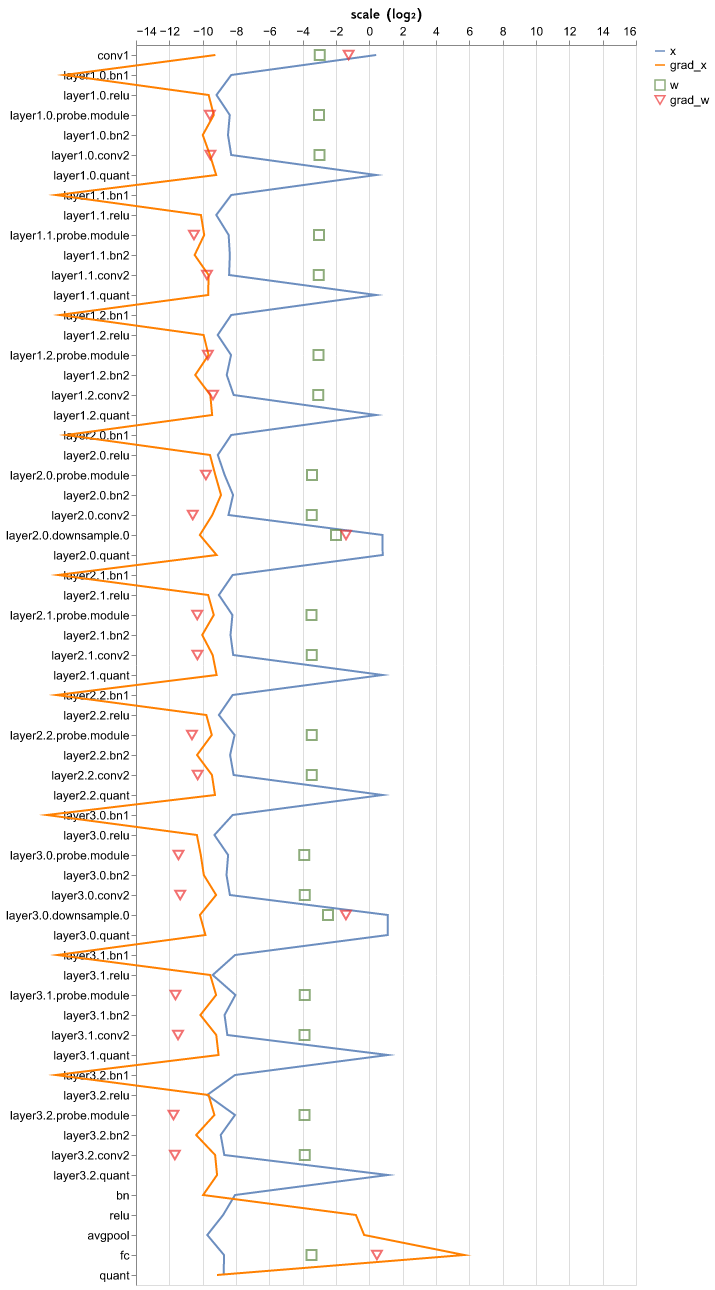 scale (log₂)
−14 −12 −10 −8 −6 −4 −2 0 2 4 6 8 10 12 14 16
x
grad_x
w
grad_w
conv1
layer1.0.bn1
layer1.0.relu
layer1.0.probe.module
layer1.0.bn2
layer1.0.conv2
layer1.0.quant
layer1.1.bn1
layer1.1.relu
layer1.1.probe.module
layer1.1.bn2
layer1.1.conv2
layer1.1.quant
layer1.2.bn1
layer1.2.relu
layer1.2.probe.module
layer1.2.bn2
layer1.2.conv2
layer1.2.quant
layer2.0.bn1
layer2.0.relu
layer2.0.probe.module
layer2.0.bn2
layer2.0.conv2
layer2.0.downsample.0
layer2.0.quant
layer2.1.bn1
layer2.1.relu
layer2.1.probe.module
layer2.1.bn2
layer2.1.conv2
layer2.1.quant
layer2.2.bn1
layer2.2.relu
layer2.2.probe.module
layer2.2.bn2
layer2.2.conv2
layer2.2.quant
layer3.0.bn1
layer3.0.relu
layer3.0.probe.module
layer3.0.bn2
layer3.0.conv2
layer3.0.downsample.0
layer3.0.quant
layer3.1.bn1
layer3.1.relu
layer3.1.probe.module
layer3.1.bn2
layer3.1.conv2
layer3.1.quant
layer3.2.bn1
layer3.2.relu
layer3.2.probe.module
layer3.2.bn2
layer3.2.conv2
layer3.2.quant
bn
relu
avgpool
fc
quant